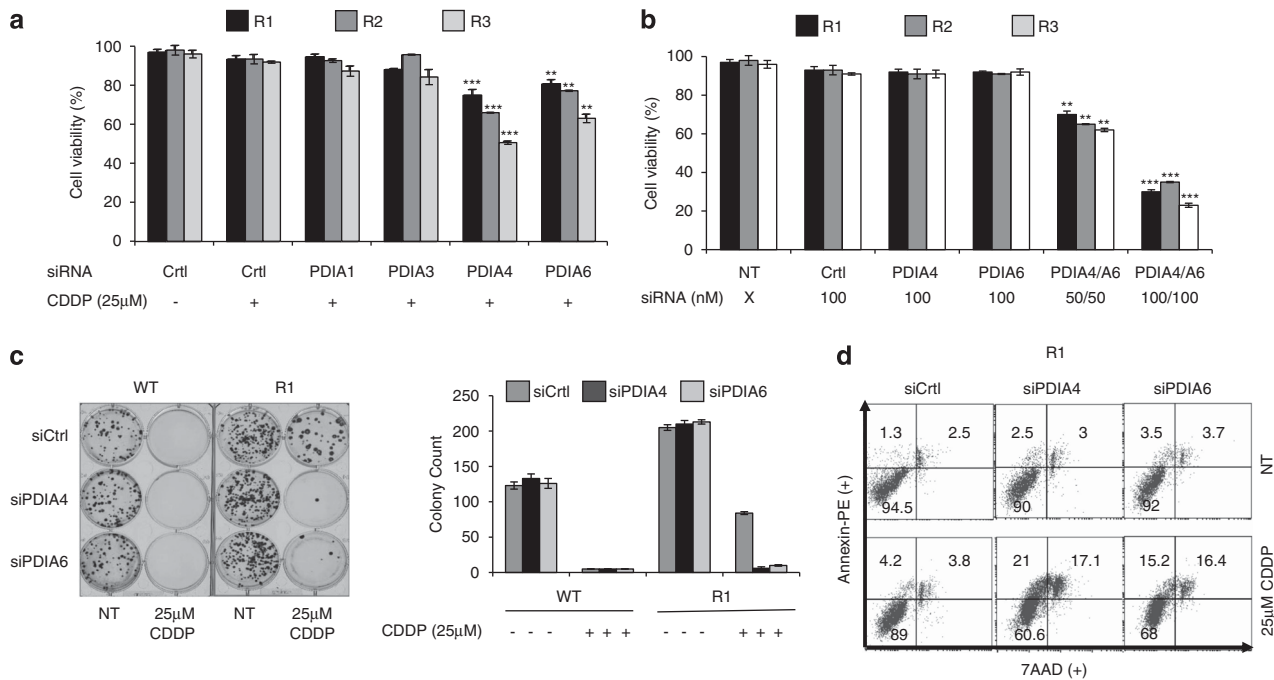 a
R1 R2 R3
Cell viability (%)
100
80
60
40
20
0
*** *** ***
** ** **
siRNA Crtl Crtl PDIA1 PDIA3 PDIA4 PDIA6
CDDP (25μM) - + + + + +
b
R1 R2 R3
Cell viability (%)
100
80
60
40
20
0
** ** **
*** *** ***
NT Crtl PDIA4 PDIA6 PDIA4/A6 PDIA4/A6
siRNA (nM) X 100 100 100 50/50 100/100
c
WT R1
siCtrl
siPDIA4
siPDIA6
NT 25μM CDDP NT 25μM CDDP
siCrtl siPDIA4 siPDIA6
Colony Count
250
200
150
100
50
0
WT R1
CDDP (25μM) - - - + + + - - - + + +
d
R1
siCrtl siPDIA4 siPDIA6
1.3 2.5 2.5 3 3.5 3.7
94.5 90 92
NT
4.2 3.8 21 17.1 15.2 16.4
89 60.6 68
25μM CDDP
Annexin-PE (+)
7AAD (+)